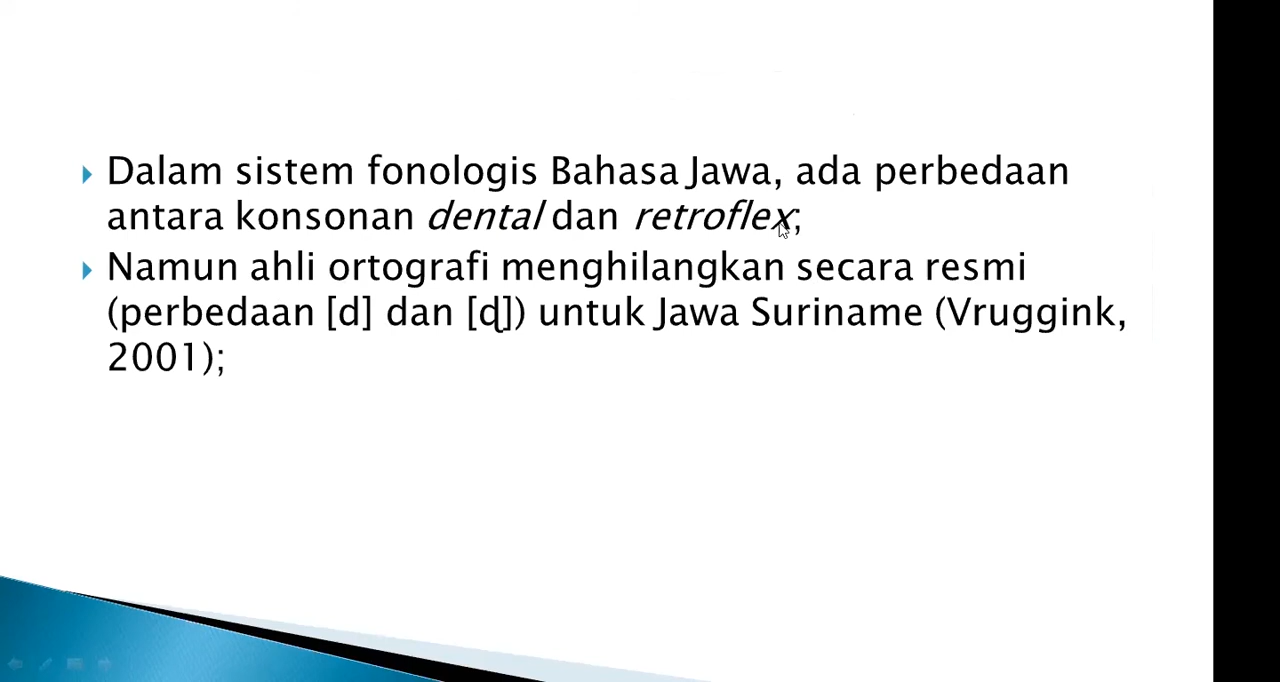 Dalam sistem fonologis Bahasa Jawa, ada perbedaan
antara konsonan dental dan retroflex;
Namun ahli ortografi menghilangkan secara resmi
(perbedaan [d] dan [ɖ]) untuk Jawa Suriname (Vruggink,
2001);